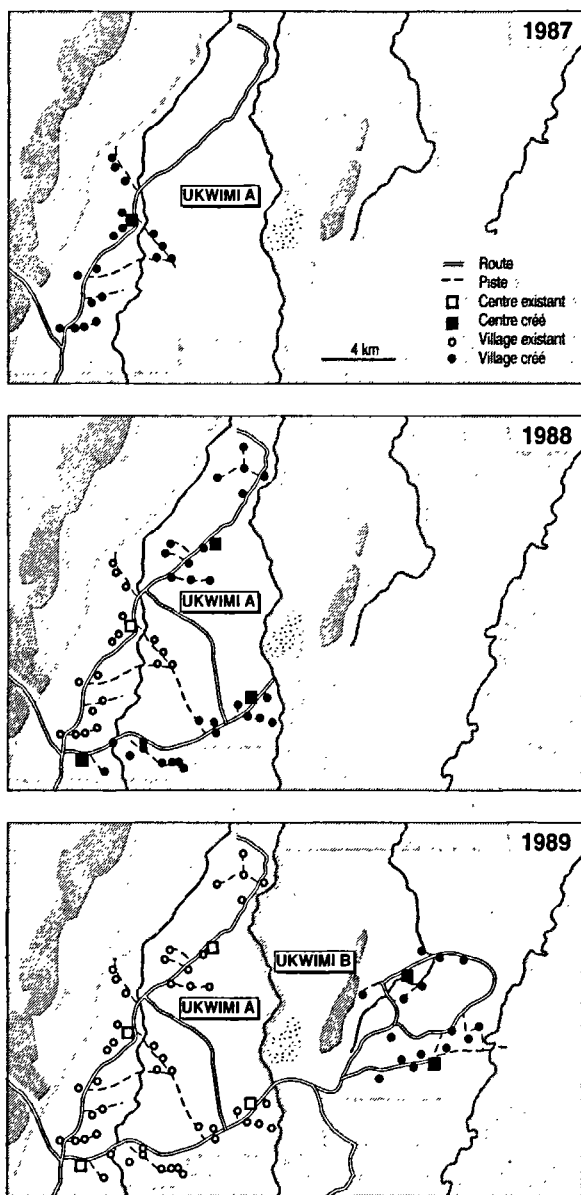 1987
UKWIMI A
Route
Piste
Centre existant
Centre créé
Village existant
Village créé
4 km
1988
UKWIMI A
1989
UKWIMI B
UKWIMI A